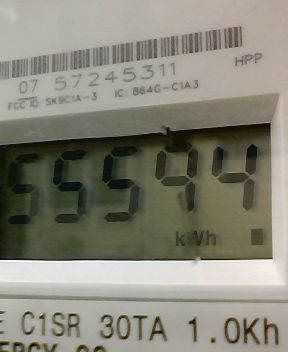 07 57245311
HPP
FCC ID: SK9C1A-3 IC: 864G-C1A3
55594
kWh
E C1SR 30TA 1.0Kh